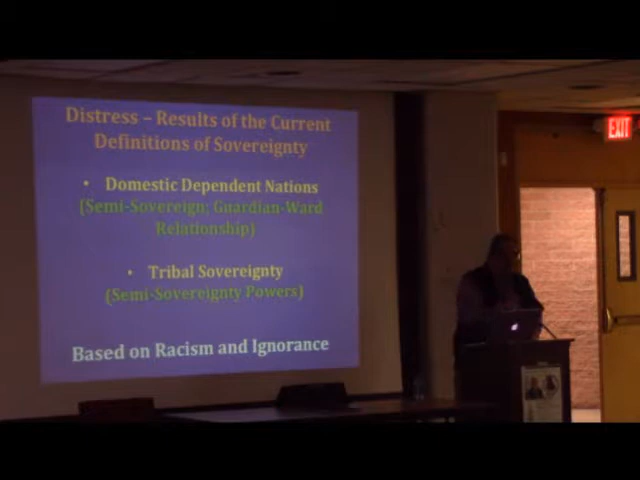 Distress – Results of the Current
Definitions of Sovereignty
• Domestic Dependent Nations
(Semi-Sovereign; Guardian-Ward
Relationship)
• Tribal Sovereignty
(Semi-Sovereignty Powers)
Based on Racism and Ignorance
EXIT